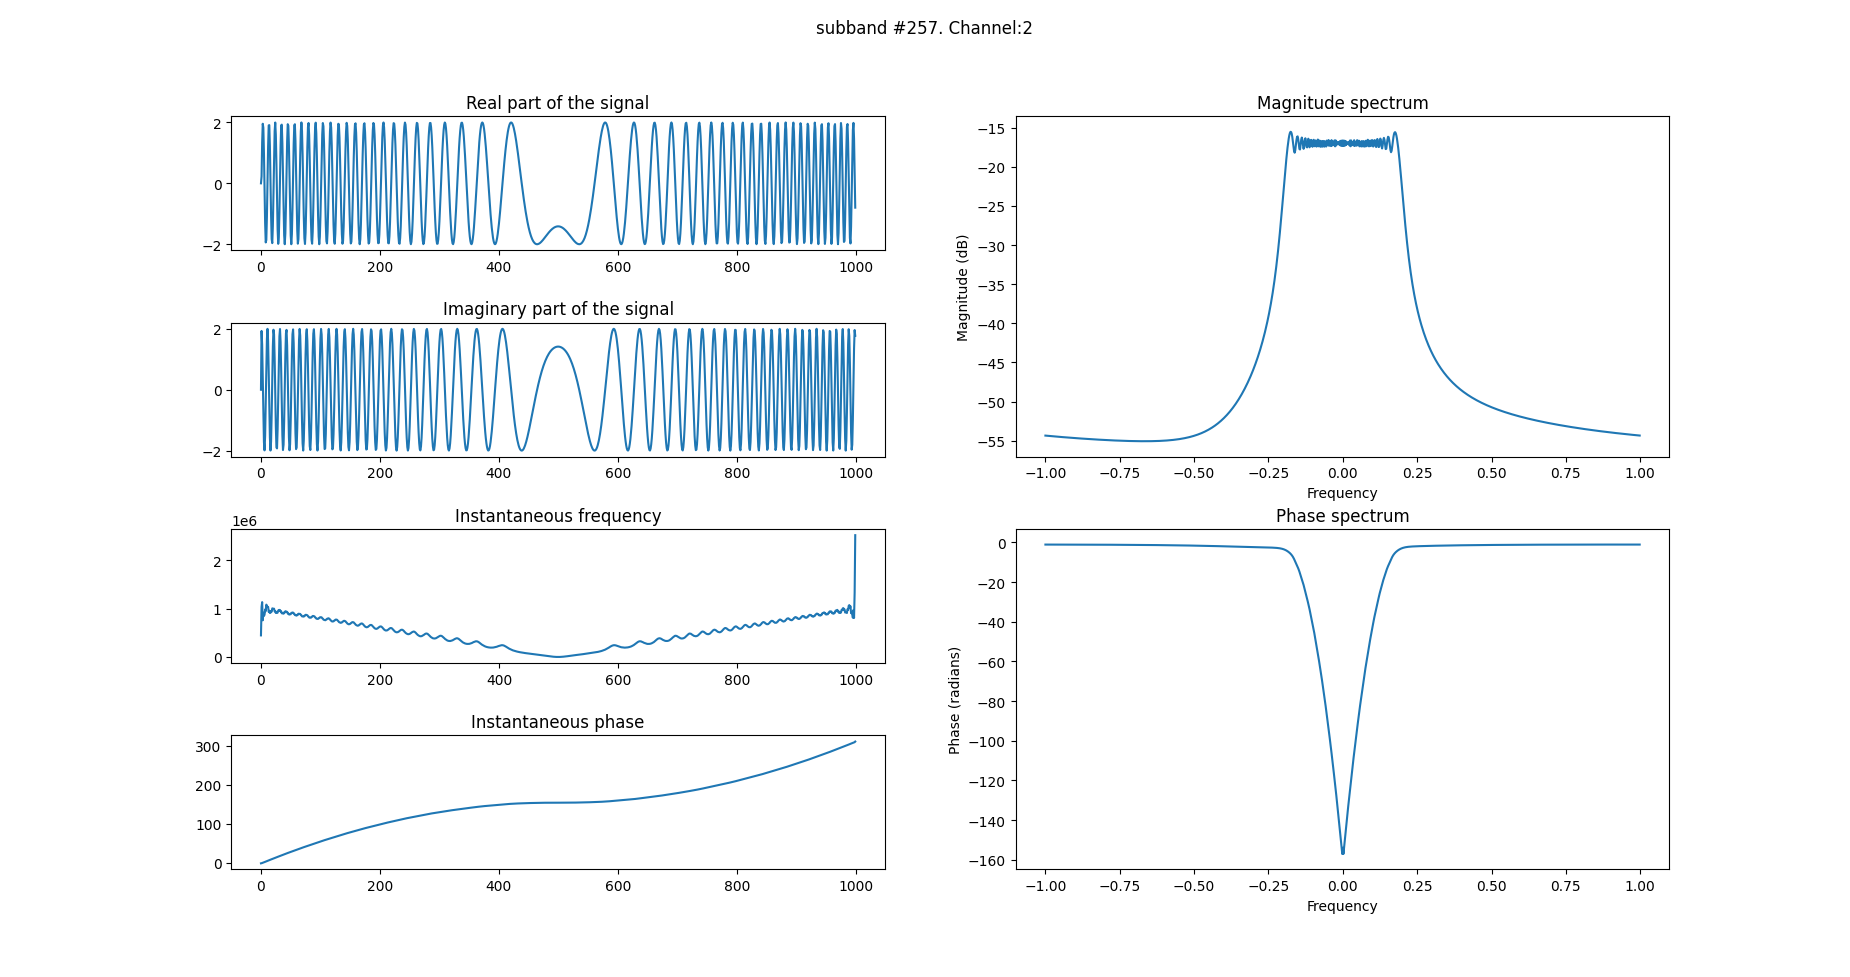 subband #257. Channel:2
Real part of the signal
2
0
−2
0 200 400 600 800 1000
Imaginary part of the signal
2
0
−2
0 200 400 600 800 1000
Instantaneous frequency
1e6
2
1
0
0 200 400 600 800 1000
Instantaneous phase
300
200
100
0
0 200 400 600 800 1000
Magnitude spectrum
Magnitude (dB)
−15
−20
−25
−30
−35
−40
−45
−50
−55
−1.00 −0.75 −0.50 −0.25 0.00 0.25 0.50 0.75 1.00
Frequency
Phase spectrum
Phase (radians)
0
−20
−40
−60
−80
−100
−120
−140
−160
−1.00 −0.75 −0.50 −0.25 0.00 0.25 0.50 0.75 1.00
Frequency